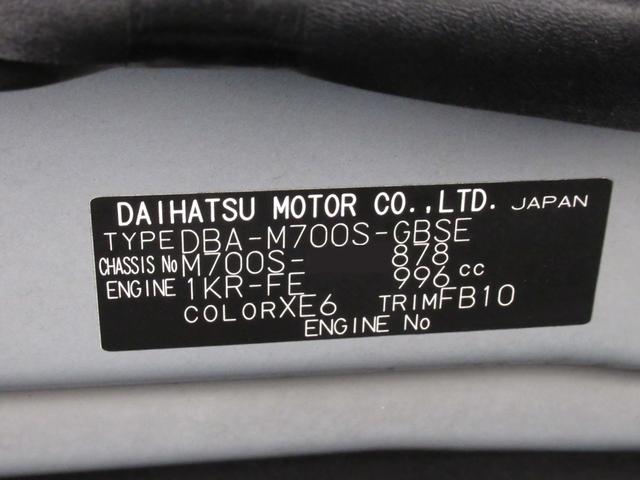 DAIHATSU MOTOR CO.,LTD. JAPAN
TYPE DBA-M700S-GBSE
CHASSIS No M700S- 878
ENGINE 1KR-FE 996 cc
COLOR XE6 TRIM FB10
ENGINE No